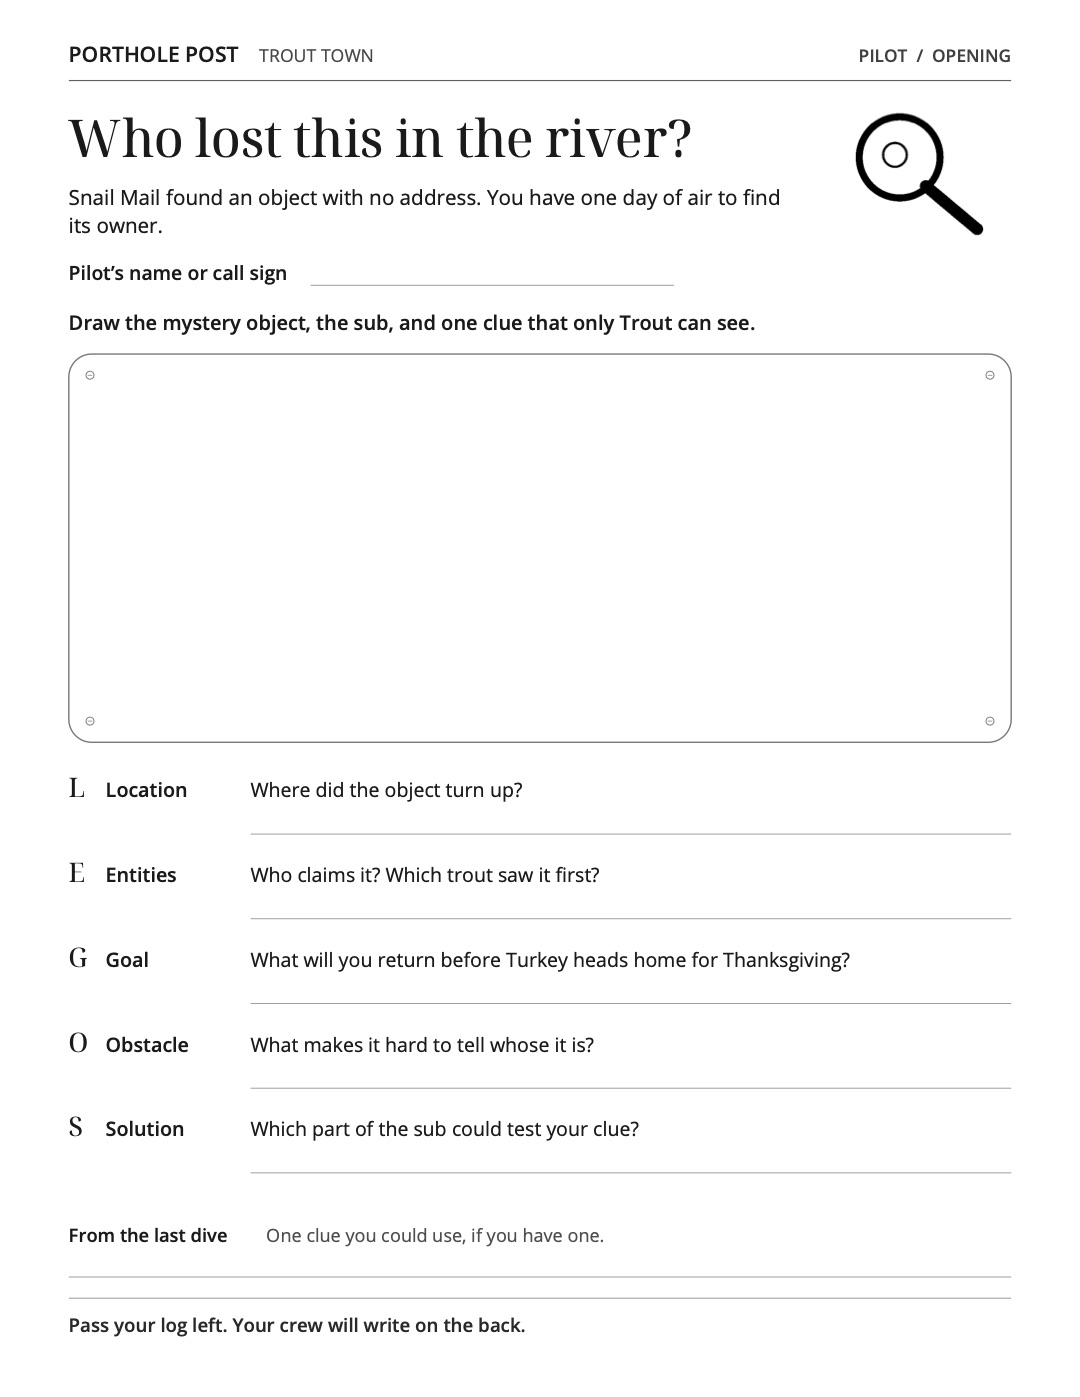 PORTHOLE POST TROUT TOWN PILOT / OPENING
Who lost this in the river?
Snail Mail found an object with no address. You have one day of air to find
its owner.
Pilot’s name or call sign
Draw the mystery object, the sub, and one clue that only Trout can see.
L Location Where did the object turn up?
E Entities Who claims it? Which trout saw it first?
G Goal What will you return before Turkey heads home for Thanksgiving?
O Obstacle What makes it hard to tell whose it is?
S Solution Which part of the sub could test your clue?
From the last dive One clue you could use, if you have one.
Pass your log left. Your crew will write on the back.